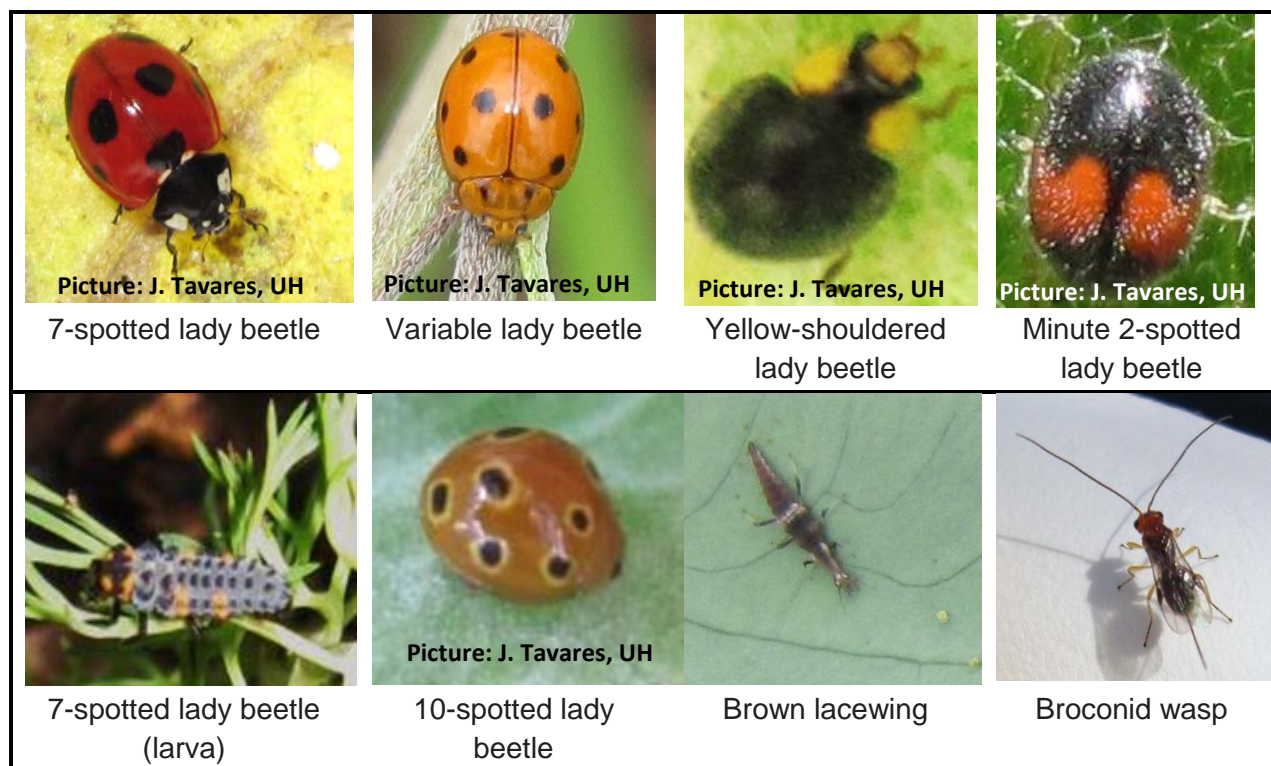 Picture: J. Tavares, UH
7-spotted lady beetle
Picture: J. Tavares, UH
Variable lady beetle
Picture: J. Tavares, UH
Yellow-shouldered
lady beetle
Picture: J. Tavares, UH
Minute 2-spotted
lady beetle
7-spotted lady beetle
(larva)
Picture: J. Tavares, UH
10-spotted lady
beetle
Brown lacewing
Broconid wasp